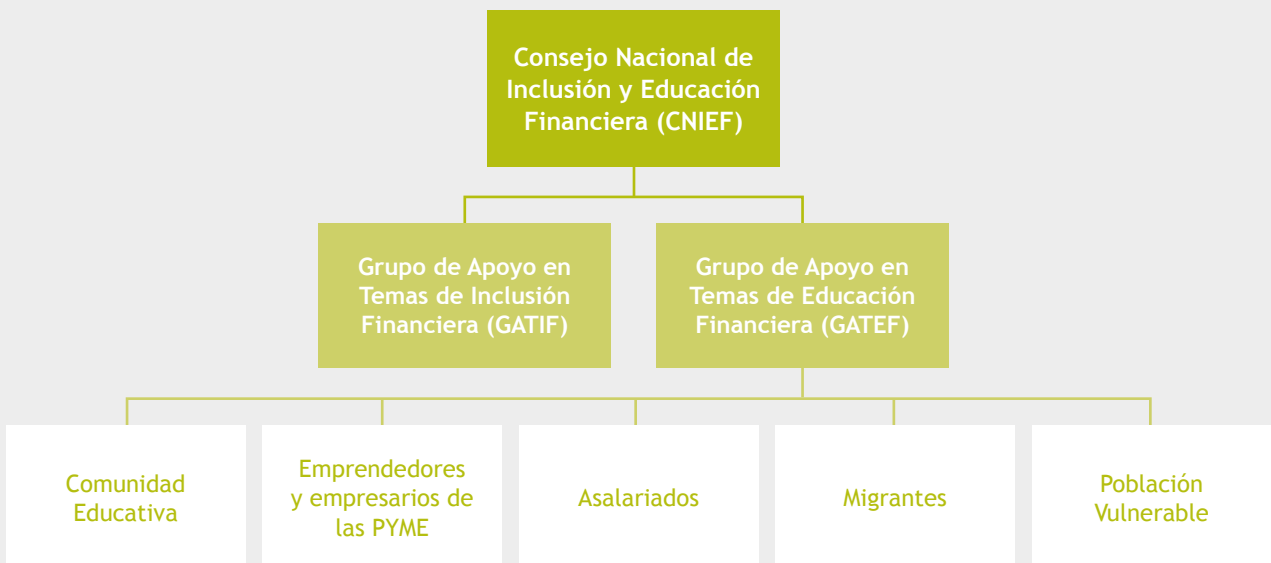 Consejo Nacional de
Inclusión y Educación
Financiera (CNIEF)
Grupo de Apoyo en
Temas de Inclusión
Financiera (GATIF)
Grupo de Apoyo en
Temas de Educación
Financiera (GATEF)
Comunidad
Educativa
Emprendedores
y empresarios de
las PYME
Asalariados
Migrantes
Población
Vulnerable